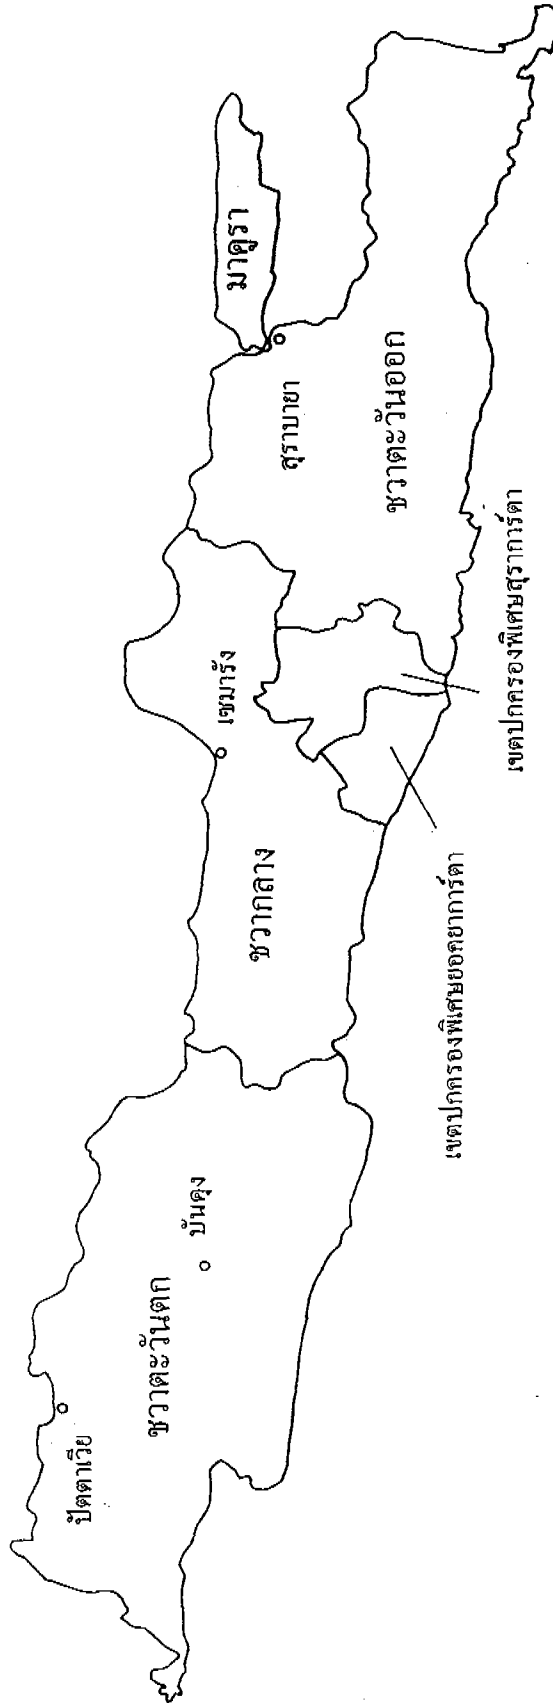 ปัตตาเวีย
ชวาตะวันตก
บันดุง
ชวากลาง
เซมารัง
เขตปกครองพิเศษยอกยาการ์ตา
เขตปกครองพิเศษสุราการ์ตา
สุราบายา
ชวาตะวันออก
มาดูรา